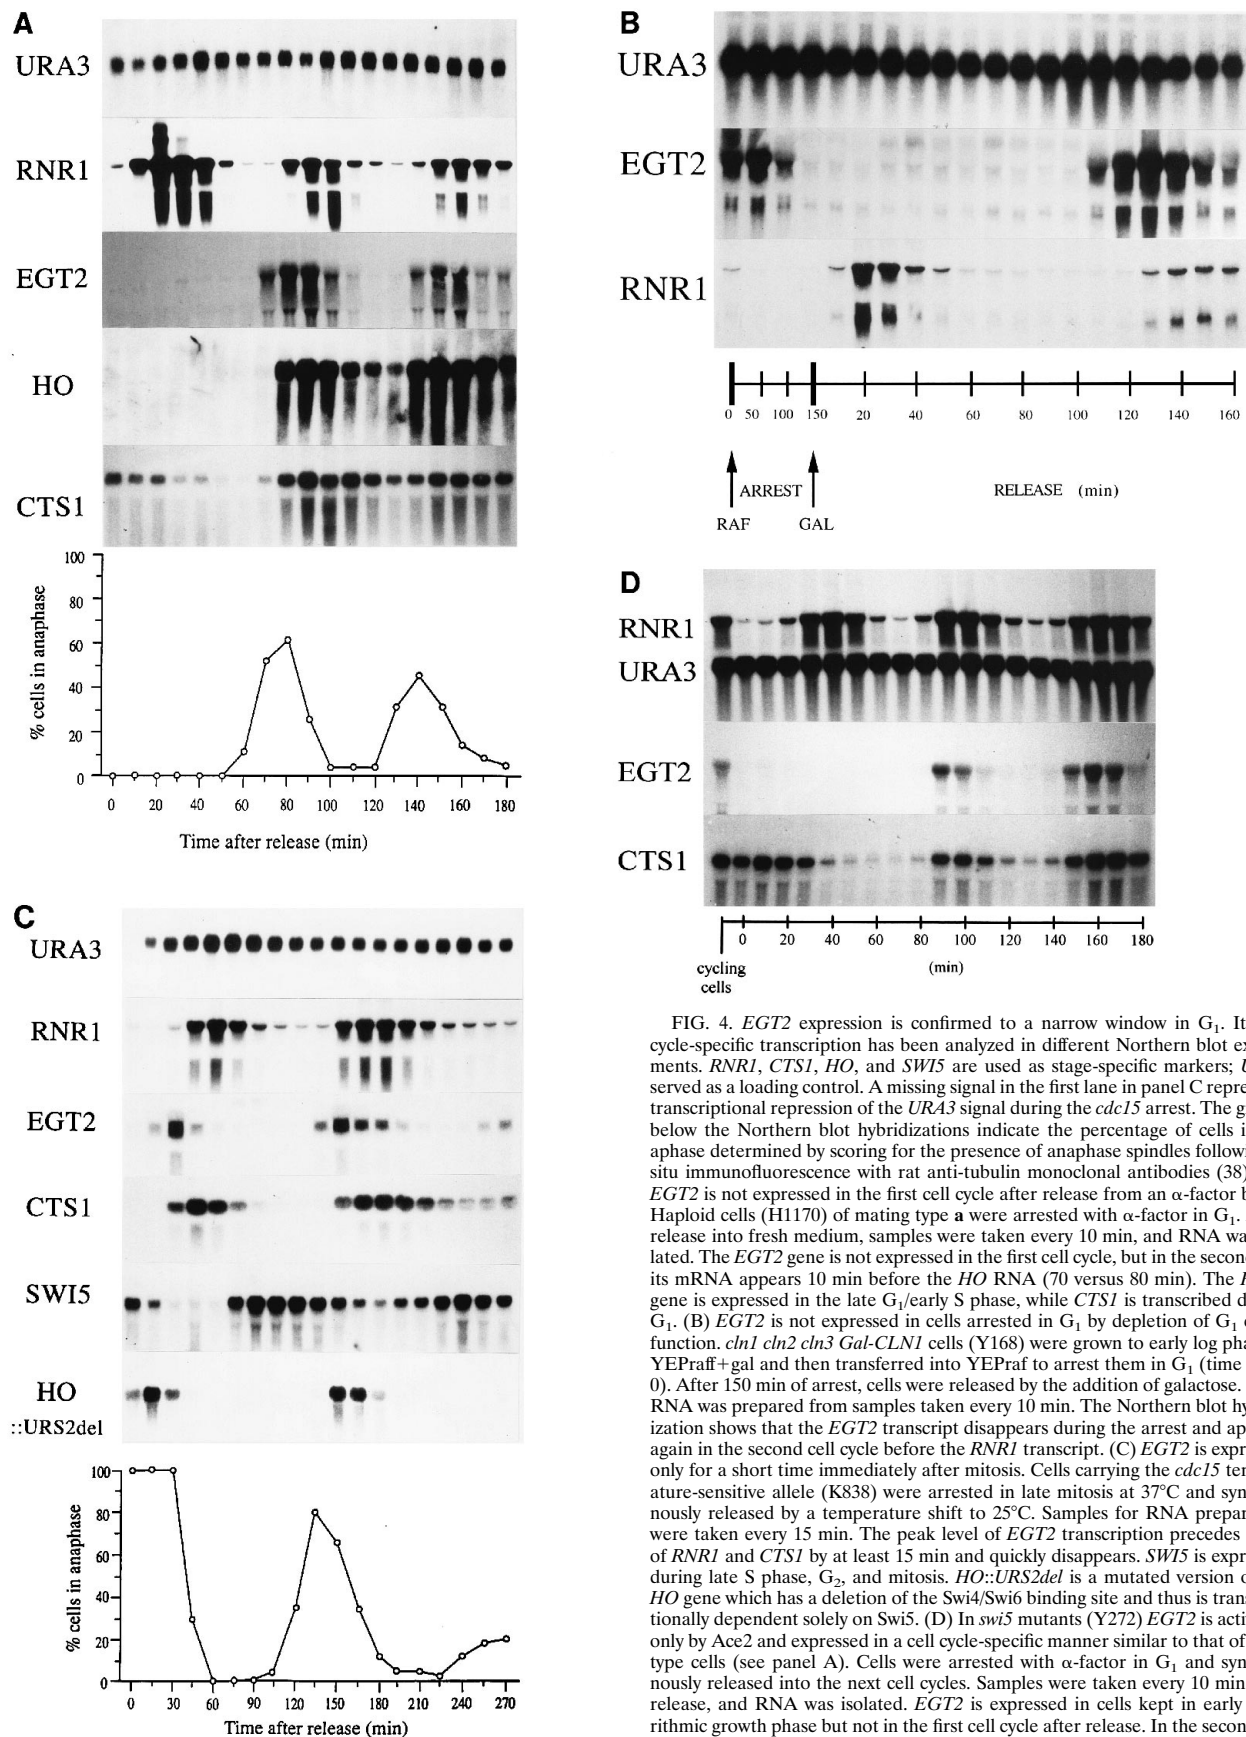 A
URA3
RNR1
EGT2
HO
CTS1
100
80
60
40
20
0
% cells in anaphase
0 20 40 60 80 100 120 140 160 180
Time after release (min)
B
URA3
EGT2
RNR1
0 50 100 150 20 40 60 80 100 120 140 160
ARREST RELEASE (min)
RAF GAL
C
URA3
RNR1
EGT2
CTS1
SWI5
HO
::URS2del
100
80
60
40
20
0
% cells in anaphase
0 30 60 90 120 150 180 210 240 270
Time after release (min)
D
RNR1
URA3
EGT2
CTS1
0 20 40 60 80 100 120 140 160 180
cycling (min)
cells
FIG. 4. EGT2 expression is confirmed to a narrow window in G₁. It
cycle-specific transcription has been analyzed in different Northern blot ex
ments. RNR1, CTS1, HO, and SWI5 are used as stage-specific markers; U
served as a loading control. A missing signal in the first lane in panel C repre
transcriptional repression of the URA3 signal during the cdc15 arrest. The g
below the Northern blot hybridizations indicate the percentage of cells i
aphase determined by scoring for the presence of anaphase spindles followi
situ immunofluorescence with rat anti-tubulin monoclonal antibodies (38)
EGT2 is not expressed in the first cell cycle after release from an α-factor b
Haploid cells (H1170) of mating type a were arrested with α-factor in G₁.
release into fresh medium, samples were taken every 10 min, and RNA wa
lated. The EGT2 gene is not expressed in the first cell cycle, but in the second
its mRNA appears 10 min before the HO RNA (70 versus 80 min). The
gene is expressed in the late G₁/early S phase, while CTS1 is transcribed d
G₁. (B) EGT2 is not expressed in cells arrested in G₁ by depletion of G₁
function. cln1 cln2 cln3 Gal-CLN1 cells (Y168) were grown to early log pha
YEPraff+gal and then transferred into YEPraf to arrest them in G₁ (time
0). After 150 min of arrest, cells were released by the addition of galactose.
RNA was prepared from samples taken every 10 min. The Northern blot hy
ization shows that the EGT2 transcript disappears during the arrest and ap
again in the second cell cycle before the RNR1 transcript. (C) EGT2 is expr
only for a short time immediately after mitosis. Cells carrying the cdc15 ten
ature-sensitive allele (K838) were arrested in late mitosis at 37°C and syn
nously released by a temperature shift to 25°C. Samples for RNA prepar
were taken every 15 min. The peak level of EGT2 transcription precedes
of RNR1 and CTS1 by at least 15 min and quickly disappears. SWI5 is expr
during late S phase, G₂, and mitosis. HO::URS2del is a mutated version o
HO gene which has a deletion of the Swi4/Swi6 binding site and thus is trans
tionally dependent solely on Swi5. (D) In swi5 mutants (Y272) EGT2 is acti
only by Ace2 and expressed in a cell cycle-specific manner similar to that of
type cells (see panel A). Cells were arrested with α-factor in G₁ and syn
nously released into the next cell cycles. Samples were taken every 10 min
release, and RNA was isolated. EGT2 is expressed in cells kept in early
rithmic growth phase but not in the first cell cycle after release. In the secon